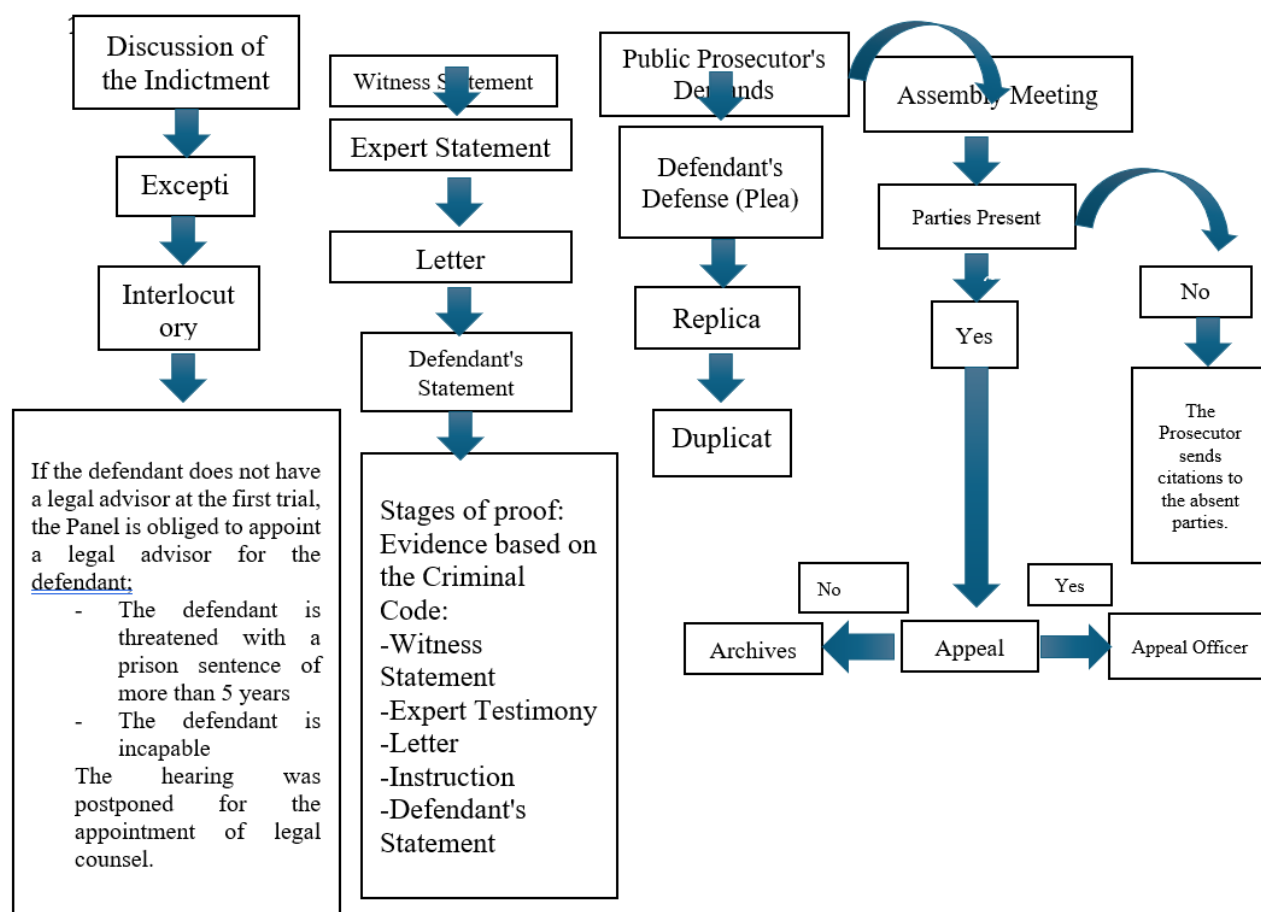 Discussion of
the Indictment
Excepti
Interlocut
ory
If the defendant does not have
a legal advisor at the first trial,
the Panel is obliged to appoint
a legal advisor for the
defendant;
- The defendant is
threatened with a
prison sentence of
more than 5 years
- The defendant is
incapable
The hearing was
postponed for the
appointment of legal
counsel.
Witness
Expert Statement
Letter
Defendant's
Statement
Stages of proof:
Evidence based on
the Criminal
Code:
-Witness
Statement
-Expert Testimony
-Letter
-Instruction
-Defendant's
Statement
Public Prosecutor's
Defendant's
Defense (Plea)
Replica
Duplicat
Assembly Meeting
Parties Present
Yes
No
The
Prosecutor
sends
citations to
the absent
parties.
No
Yes
Archives
Appeal
Appeal Officer